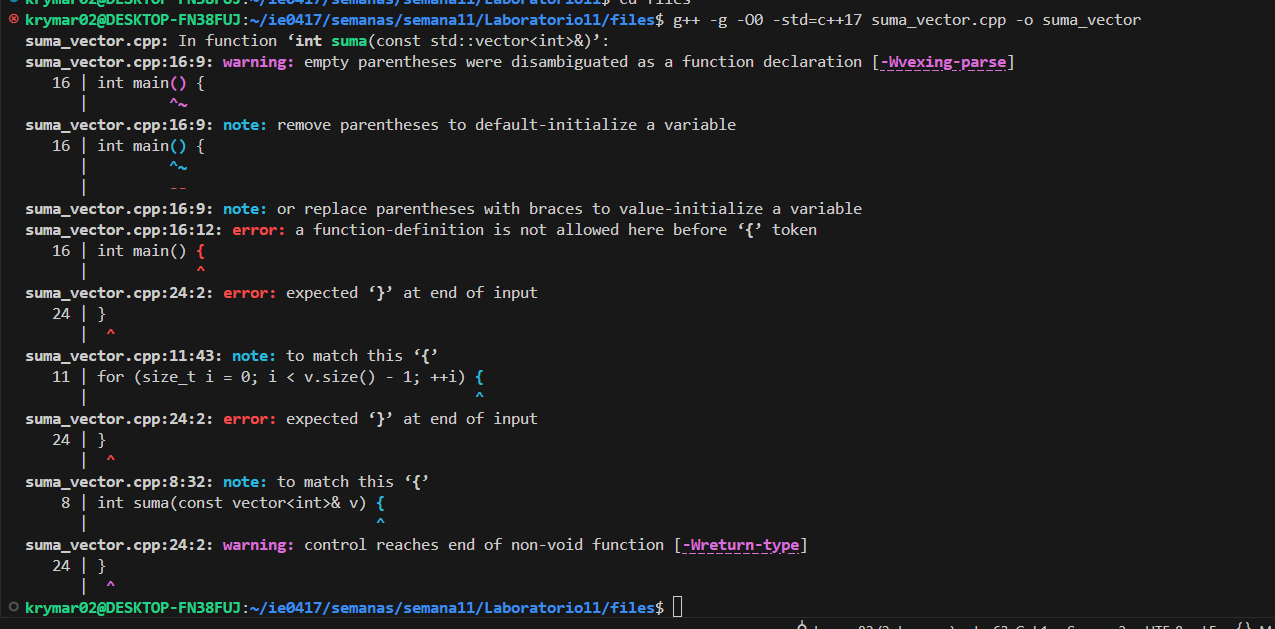 krymar02@DESKTOP-FN38FUJ:~/ie0417/semanas/semana11/Laboratorio11$ cd files
krymar02@DESKTOP-FN38FUJ:~/ie0417/semanas/semana11/Laboratorio11/files$ g++ -g -O0 -std=c++17 suma_vector.cpp -o suma_vector
suma_vector.cpp: In function ‘int suma(const std::vector<int>&)’:
suma_vector.cpp:16:9: warning: empty parentheses were disambiguated as a function declaration [-Wvexing-parse]
   16 | int main() {
      |         ^~
suma_vector.cpp:16:9: note: remove parentheses to default-initialize a variable
   16 | int main() {
      |         ^~
      |         --
suma_vector.cpp:16:9: note: or replace parentheses with braces to value-initialize a variable
suma_vector.cpp:16:12: error: a function-definition is not allowed here before ‘{’ token
   16 | int main() {
      |            ^
suma_vector.cpp:24:2: error: expected ‘}’ at end of input
   24 | }
      |  ^
suma_vector.cpp:11:43: note: to match this ‘{’
   11 | for (size_t i = 0; i < v.size() - 1; ++i) {
      |                                           ^
suma_vector.cpp:24:2: error: expected ‘}’ at end of input
   24 | }
      |  ^
suma_vector.cpp:8:32: note: to match this ‘{’
    8 | int suma(const vector<int>& v) {
      |                                ^
suma_vector.cpp:24:2: warning: control reaches end of non-void function [-Wreturn-type]
   24 | }
      |  ^
krymar02@DESKTOP-FN38FUJ:~/ie0417/semanas/semana11/Laboratorio11/files$